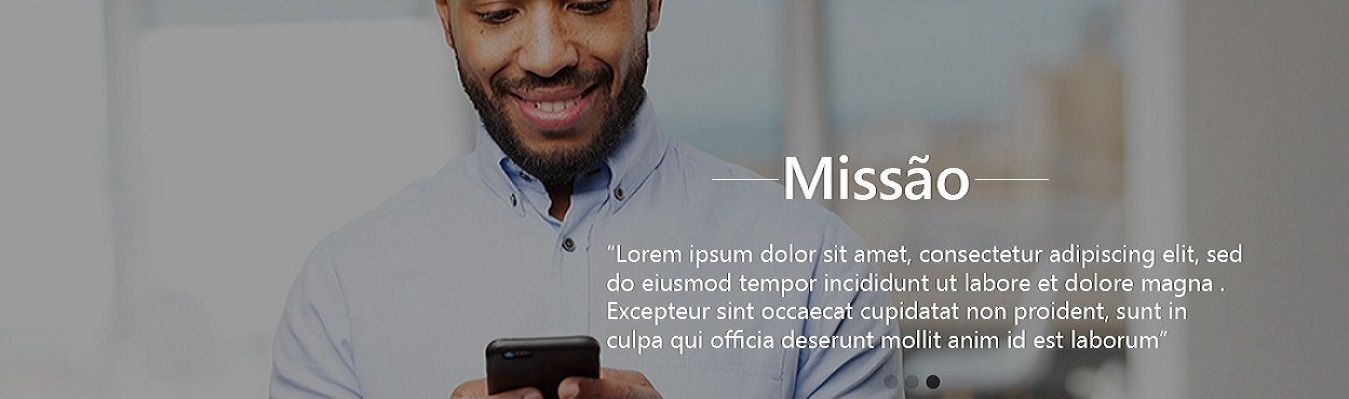 Missão
“Lorem ipsum dolor sit amet, consectetur adipiscing elit, sed
do eiusmod tempor incididunt ut labore et dolore magna .
Excepteur sint occaecat cupidatat non proident, sunt in
culpa qui officia deserunt mollit anim id est laborum”